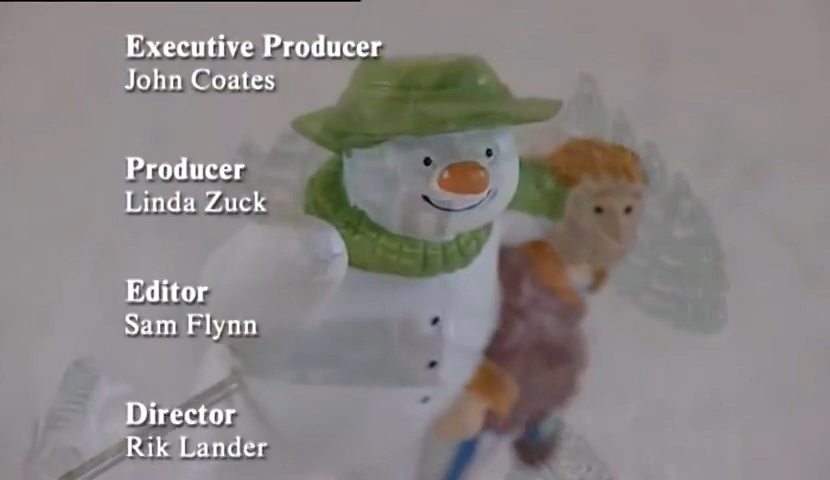 Executive Producer
John Coates
Producer
Linda Zuck
Editor
Sam Flynn
Director
Rik Lander